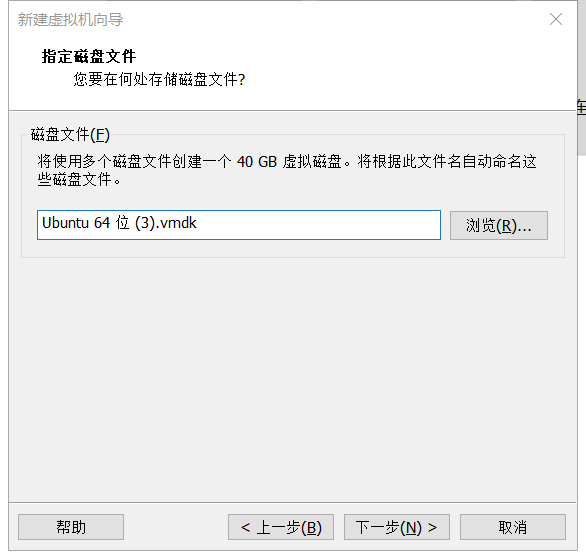 新建虚拟机向导
指定磁盘文件
您要在何处存储磁盘文件?
磁盘文件(F)
将使用多个磁盘文件创建一个 40 GB 虚拟磁盘。将根据此文件名自动命名这
些磁盘文件。
Ubuntu 64 位 (3).vmdk
浏览(R)...
帮助
< 上一步(B)
下一步(N) >
取消